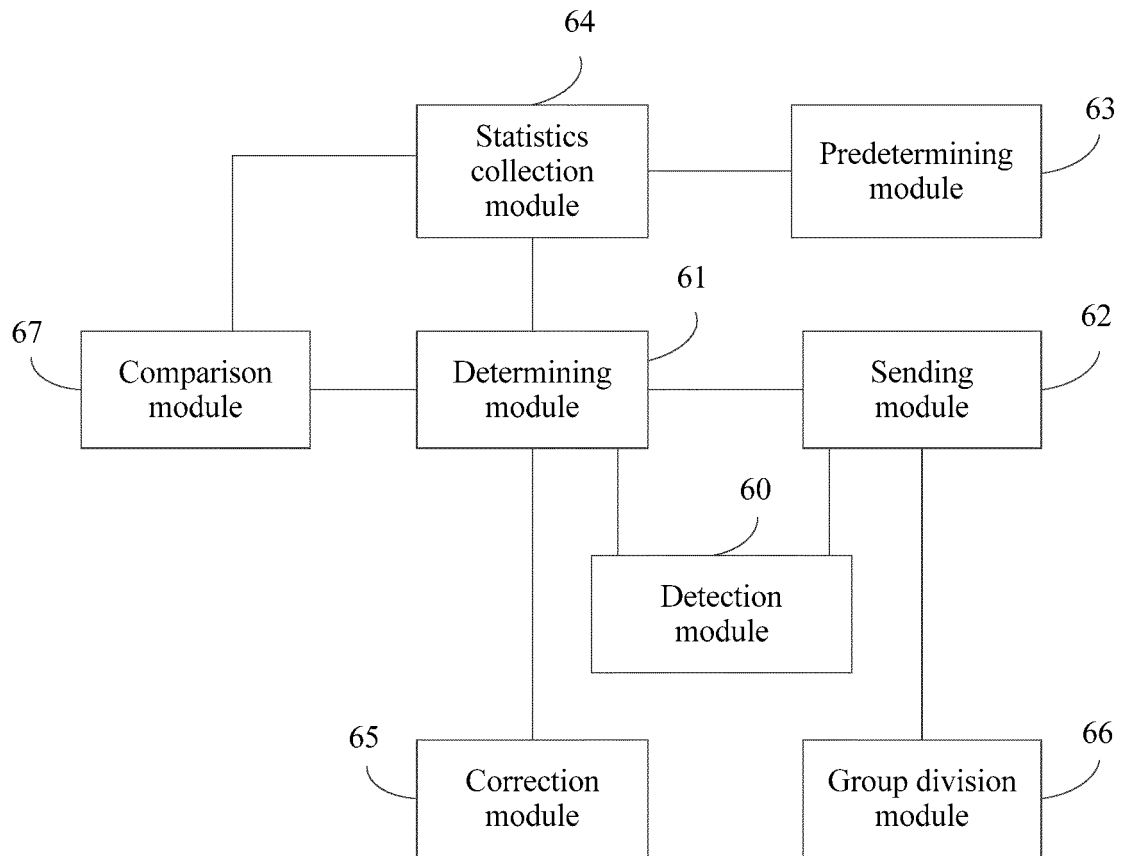 64
Statistics
collection
module
63
Predetermining
module
67
Comparison
module
61
Determining
module
62
Sending
module
60
Detection
module
65
Correction
module
66
Group division
module